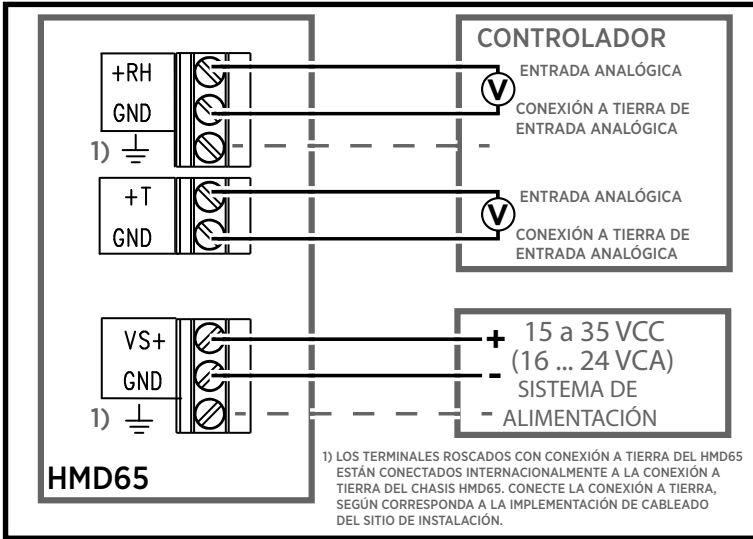 +RH
GND
1)
+T
GND
VS+
GND
1)
HMD65
CONTROLADOR
V
ENTRADA ANALÓGICA
CONEXIÓN A TIERRA DE
ENTRADA ANALÓGICA
V
ENTRADA ANALÓGICA
CONEXIÓN A TIERRA DE
ENTRADA ANALÓGICA
+ 15 a 35 VCC
(16 ... 24 VCA)
- SISTEMA DE
ALIMENTACIÓN
1) LOS TERMINALES ROSCADOS CON CONEXIÓN A TIERRA DEL HMD65
ESTÁN CONECTADOS INTERNACIONALMENTE A LA CONEXIÓN A
TIERRA DEL CHASIS HMD65. CONECTE LA CONEXIÓN A TIERRA,
SEGÚN CORRESPONDA A LA IMPLEMENTACIÓN DE CABLEADO
DEL SITIO DE INSTALACIÓN.